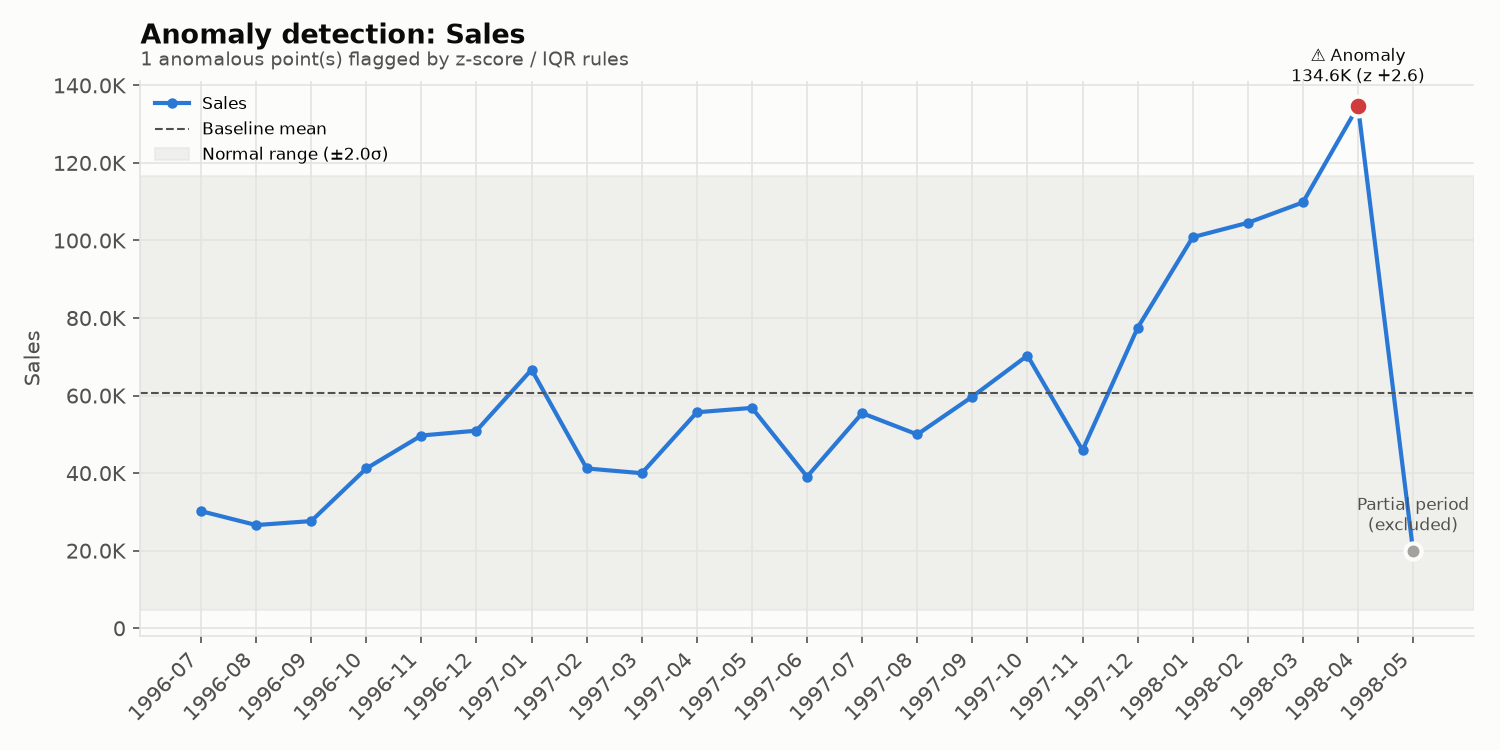 Anomaly detection: Sales
1 anomalous point(s) flagged by z-score / IQR rules
⚠ Anomaly
134.6K (z +2.6)
Sales
Baseline mean
Normal range (±2.0σ)
Sales
140.0K
120.0K
100.0K
80.0K
60.0K
40.0K
20.0K
0
Partial period
(excluded)
1996-07
1996-08
1996-09
1996-10
1996-11
1996-12
1997-01
1997-02
1997-03
1997-04
1997-05
1997-06
1997-07
1997-08
1997-09
1997-10
1997-11
1997-12
1998-01
1998-02
1998-03
1998-04
1998-05